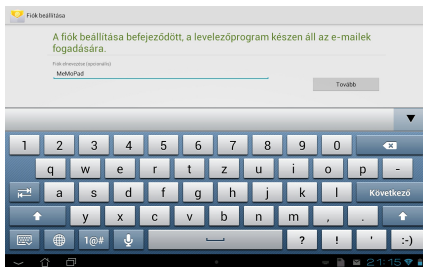 Fiók beállítása
A fiók beállítása befejeződött, a levelezőprogram készen áll az e-mailek
fogadására.
Fiók elnevezése (opcionális)
MeMoPad
Tovább
1 2 3 4 5 6 7 8 9 0
q w e r t z u i o p -
a s d f g h j k l Következő
y x c v b n m , .
1@# ? ! ' :-)
21:15